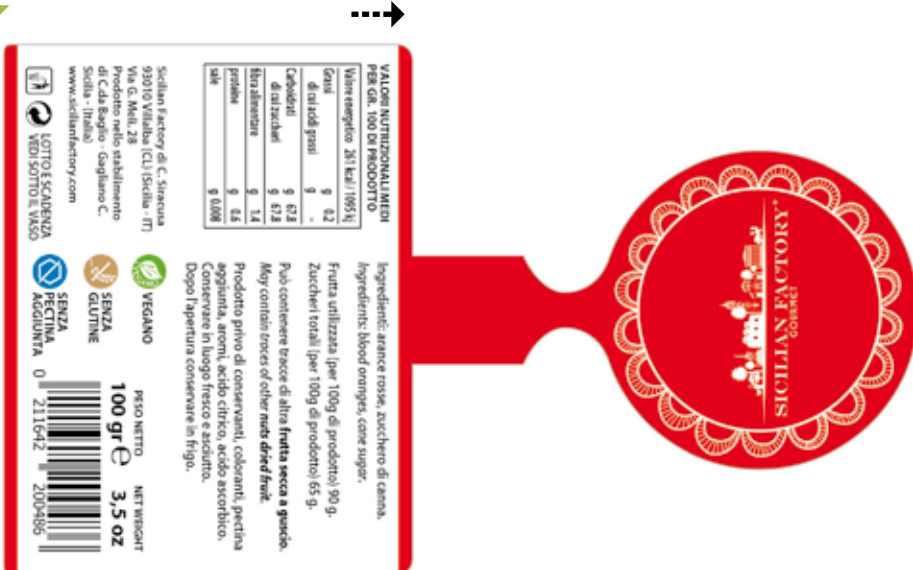 SICILIAN FACTORY®
GOURMET
VALORI NUTRIZIONALI MEDI
PER GR. 100 DI PRODOTTO
Valore energetico 261 kcal / 1095 kj
Grassi g 0.2
di cui acidi grassi g -
Carboidrati g 67.8
di cui zuccheri g 67.8
fibra alimentare g 1.4
proteine g 0.6
sale g 0.008
Sicilian Factory di C. Siracusa
93010 Villalba (CL) (Sicilia - IT)
Via G. Meli, 28
Prodotto nello stabilimento
di C.da Baglio - Gagliano C.
Sicilia - (Italia)
www.sicilianfactory.com
LOTTO E SCADENZA
VEDI SOTTO IL VASO
Ingredienti: arance rosse, zucchero di canna.
Ingredients: blood oranges, cane sugar.
Frutta utilizzata (per 100g di prodotto) 90 g.
Zuccheri totali (per 100g di prodotto) 65 g.
Può contenere tracce di altra frutta secca a guscio.
May contain traces of other nuts dried fruit.
Prodotto privo di conservanti, coloranti, pectina
aggiunta, aromi, acido citrico, acido ascorbico.
Conservare in luogo fresco e asciutto.
Dopo l'apertura conservare in frigo.
VEGANO
SENZA
GLUTINE
SENZA
PECTINA
AGGIUNTA
PESO NETTO NET WEIGHT
100 gr ℮ 3,5 oz
0 211642 200486